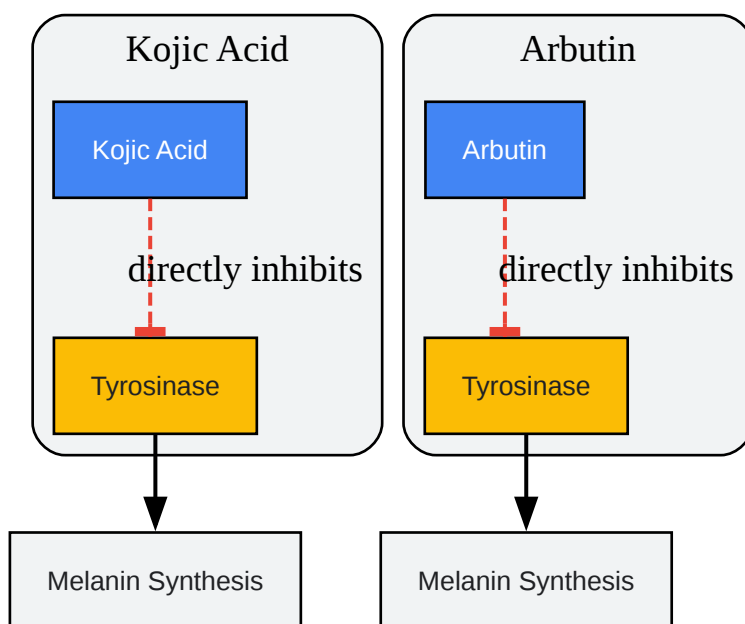 Kojic Acid
Kojic Acid
directly inhibits
Tyrosinase
Melanin Synthesis
Arbutin
Arbutin
directly inhibits
Tyrosinase
Melanin Synthesis